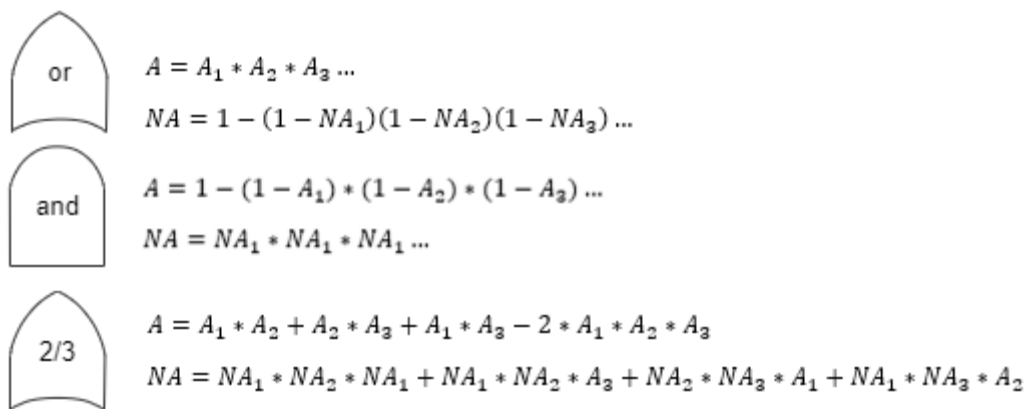 or
A = A₁ * A₂ * A₃ ...
NA = 1 − (1 − NA₁)(1 − NA₂)(1 − NA₃) ...
and
A = 1 − (1 − A₁) * (1 − A₂) * (1 − A₃) ...
NA = NA₁ * NA₁ * NA₁ ...
2/3
A = A₁ * A₂ + A₂ * A₃ + A₁ * A₃ − 2 * A₁ * A₂ * A₃
NA = NA₁ * NA₂ * NA₁ + NA₁ * NA₂ * A₃ + NA₂ * NA₃ * A₁ + NA₁ * NA₃ * A₂